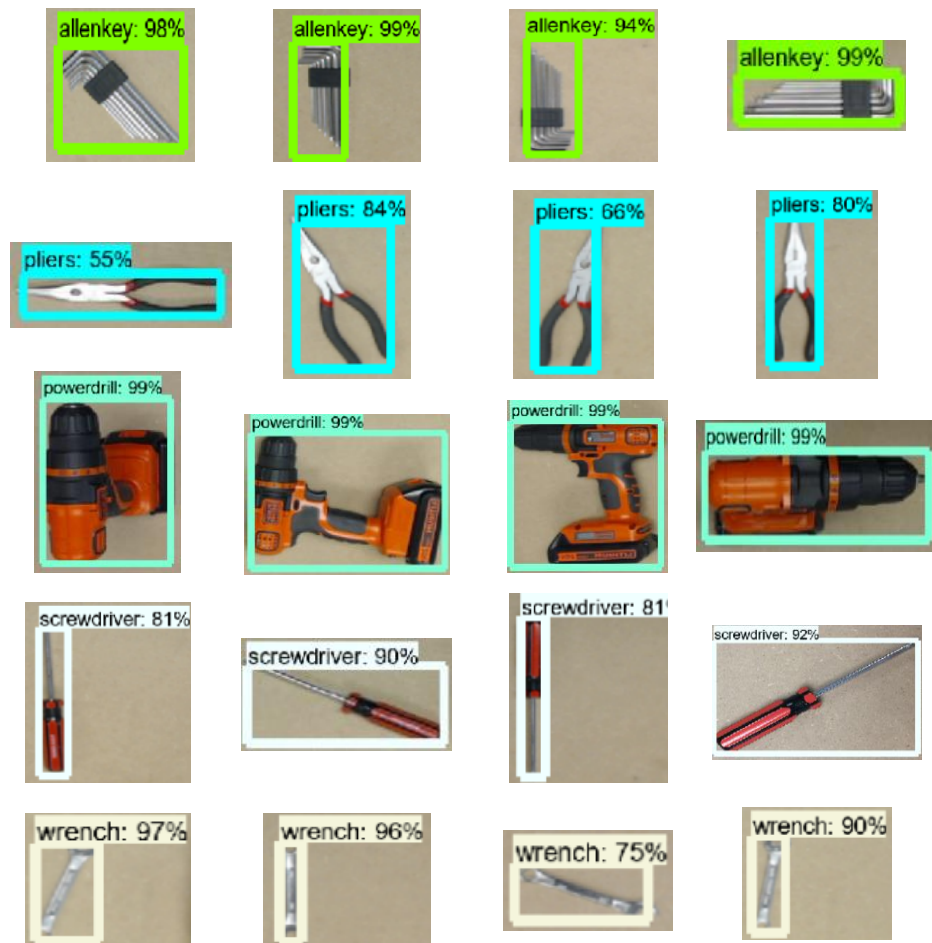 allenkey: 98%
allenkey: 99%
allenkey: 94%
allenkey: 99%
pliers: 55%
pliers: 84%
pliers: 66%
pliers: 80%
powerdrill: 99%
powerdrill: 99%
powerdrill: 99%
powerdrill: 99%
screwdriver: 81%
screwdriver: 90%
screwdriver: 81
screwdriver: 92%
wrench: 97%
wrench: 96%
wrench: 75%
wrench: 90%